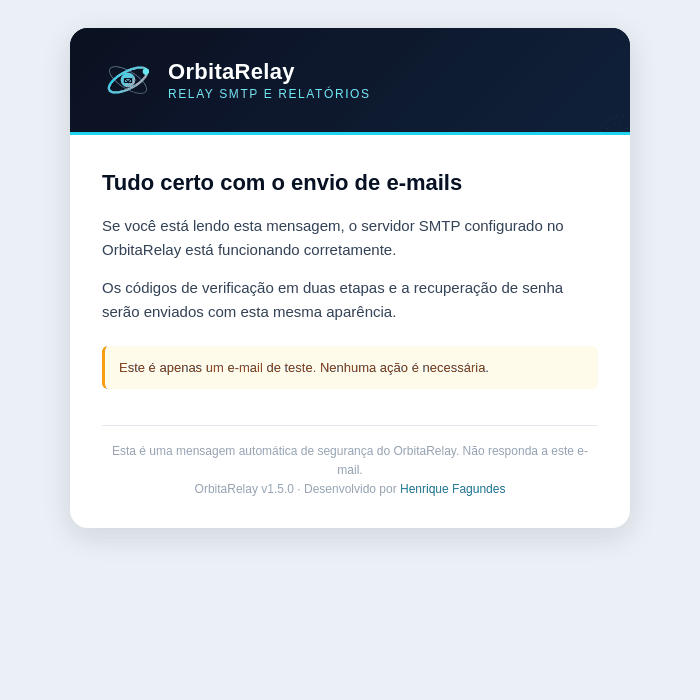 OrbitaRelay
RELAY SMTP E RELATÓRIOS
Tudo certo com o envio de e-mails
Se você está lendo esta mensagem, o servidor SMTP configurado no
OrbitaRelay está funcionando corretamente.
Os códigos de verificação em duas etapas e a recuperação de senha
serão enviados com esta mesma aparência.
Este é apenas um e-mail de teste. Nenhuma ação é necessária.
Esta é uma mensagem automática de segurança do OrbitaRelay. Não responda a este e-
mail.
OrbitaRelay v1.5.0 · Desenvolvido por Henrique Fagundes